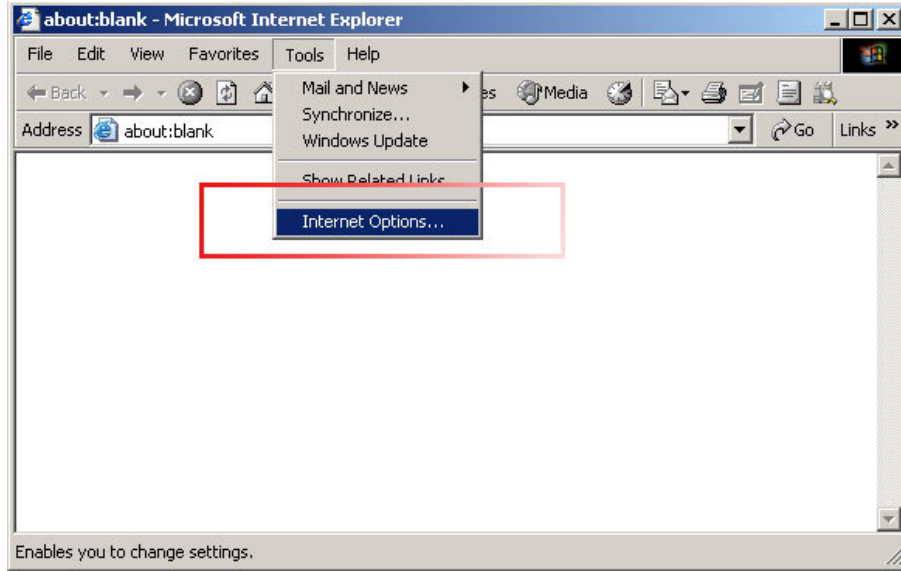 about:blank - Microsoft Internet Explorer
File Edit View Favorites Tools Help
Back Mail and News es Media
Synchronize...
Address about:blank Windows Update Go Links »
Show Related Links
Internet Options...
Enables you to change settings.